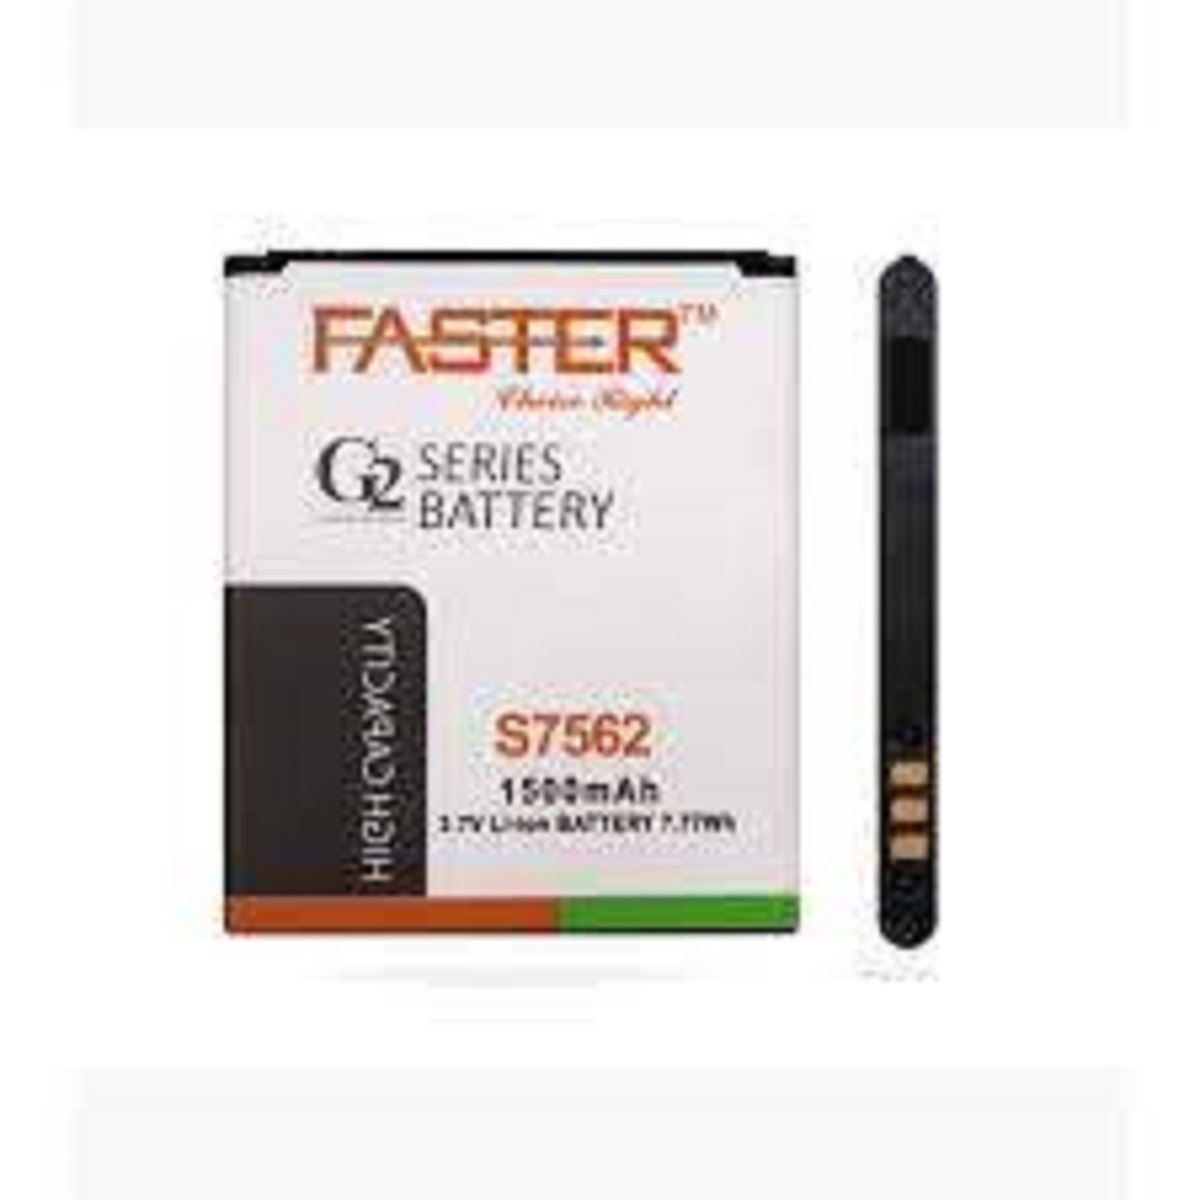 FASTER™
Choice Right
G2 SERIES
BATTERY
HIGH CAPACITY
S7562
1500mAh
3.7V Li-ion BATTERY 7.77Wh